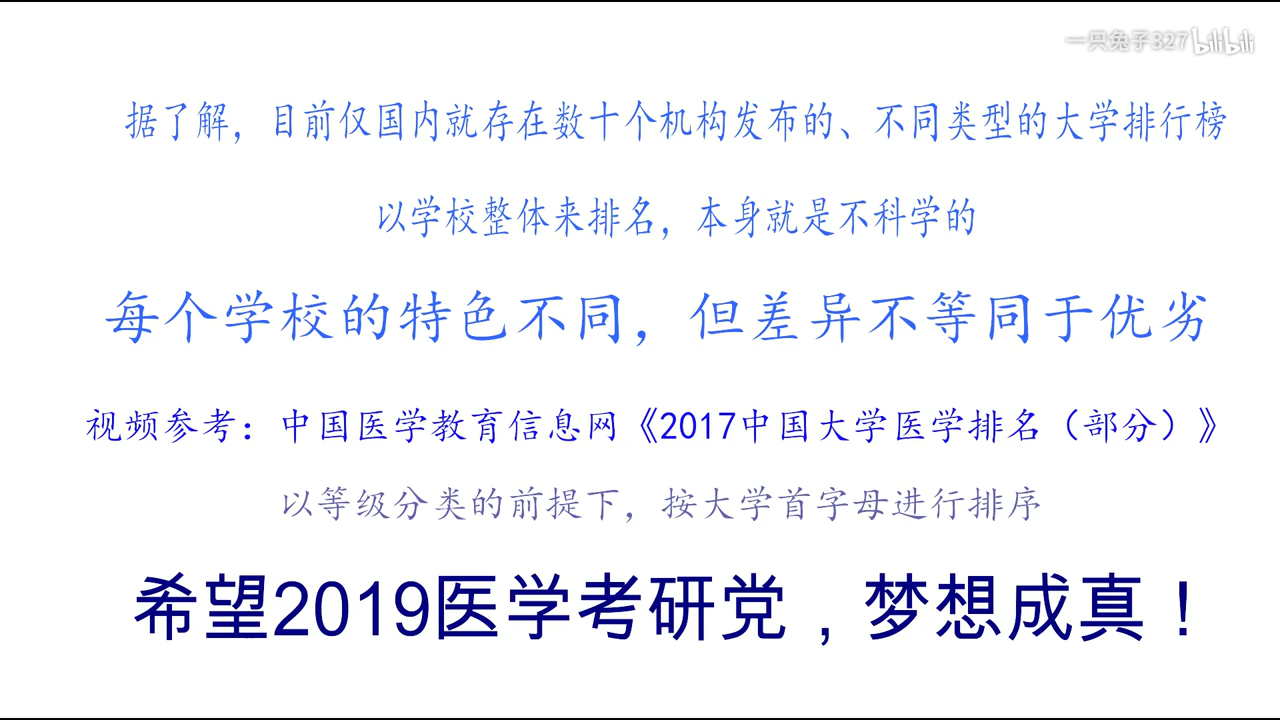 一只兔子327 bilibili
据了解，目前仅国内就存在数十个机构发布的、不同类型的大学排行榜
以学校整体来排名，本身就是不科学的
每个学校的特色不同，但差异不等同于优劣
视频参考：中国医学教育信息网《2017中国大学医学排名（部分）》
以等级分类的前提下，按大学首字母进行排序
希望2019医学考研党，梦想成真！